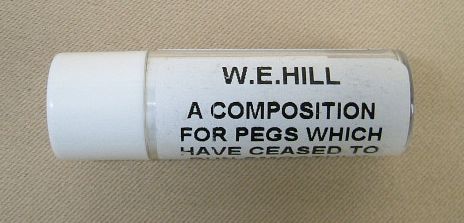 W.E.HILL
A COMPOSITION
FOR PEGS WHICH
HAVE CEASED TO